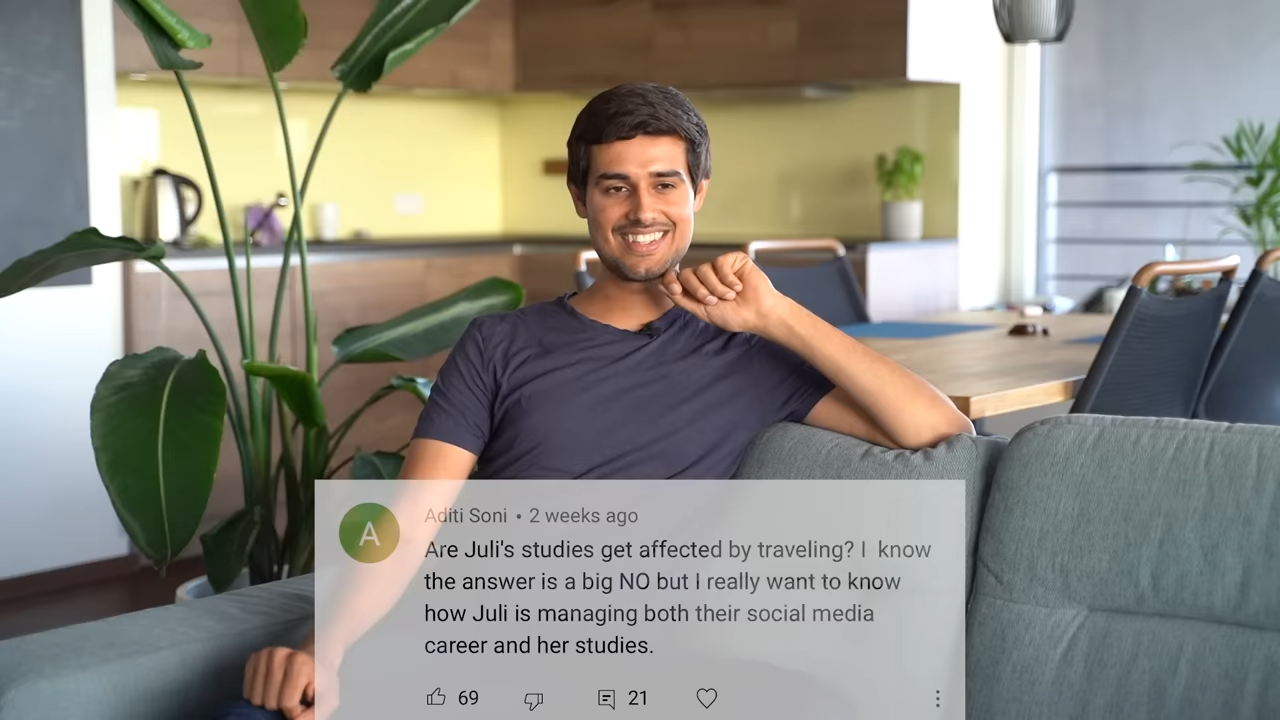 A
Aditi Soni • 2 weeks ago
Are Juli's studies get affected by traveling? I know
the answer is a big NO but I really want to know
how Juli is managing both their social media
career and her studies.
69
21